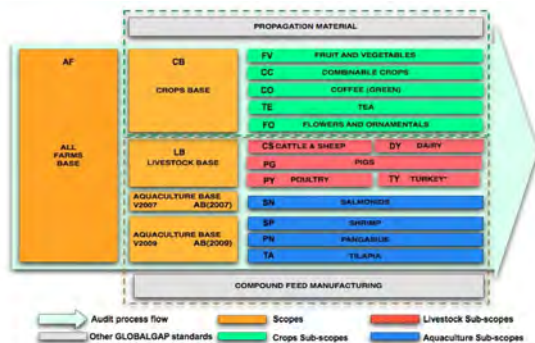 PROPAGATION MATERIAL
AF
ALL
FARMS
BASE
CB
CROPS BASE
FV FRUIT AND VEGETABLES
CC COMBINABLE CROPS
CO COFFEE (GREEN)
TE TEA
FO FLOWERS AND ORNAMENTALS
LB
LIVESTOCK BASE
CS CATTLE & SHEEP DY DAIRY
PG PIGS
PY POULTRY TY TURKEY*
AQUACULTURE BASE
V2007 AB(2007)
AQUACULTURE BASE
V2009 AB(2009)
SN SALMONIDS
SP SHRIMP
PN PANGASIUS
TA TILAPIA
COMPOUND FEED MANUFACTURING
Audit process flow Scopes Livestock Sub-scopes
Other GLOBALGAP standards Crops Sub-scopes Aquaculture Sub-scopes